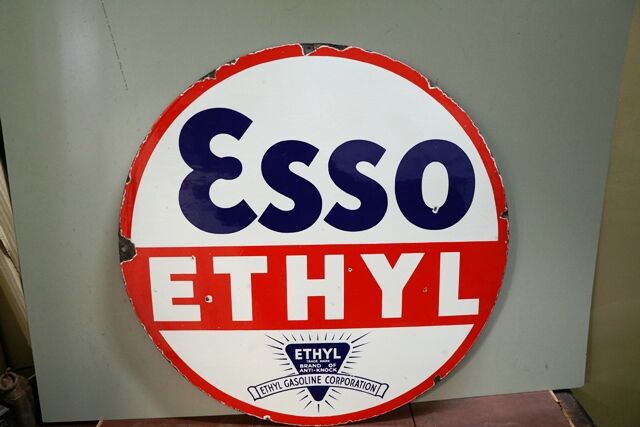 Esso
ETHYL
ETHYL
TRADE MARK
BRAND OF
ANTI-KNOCK
ETHYL GASOLINE CORPORATION